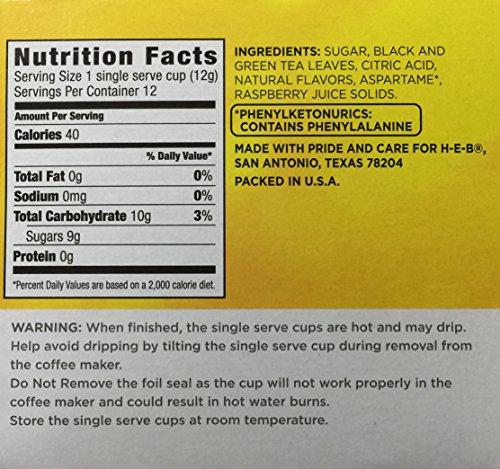 Nutrition Facts
Serving Size 1 single serve cup (12g)
Servings Per Container 12
Amount Per Serving
Calories 40
% Daily Value*
Total Fat 0g 0%
Sodium 0mg 0%
Total Carbohydrate 10g 3%
Sugars 9g
Protein 0g
*Percent Daily Values are based on a 2,000 calorie diet.
INGREDIENTS: SUGAR, BLACK AND
GREEN TEA LEAVES, CITRIC ACID,
NATURAL FLAVORS, ASPARTAME*,
RASPBERRY JUICE SOLIDS.
*PHENYLKETONURICS:
CONTAINS PHENYLALANINE
MADE WITH PRIDE AND CARE FOR H-E-B®,
SAN ANTONIO, TEXAS 78204
PACKED IN U.S.A.
WARNING: When finished, the single serve cups are hot and may drip.
Help avoid dripping by tilting the single serve cup during removal from
the coffee maker.
Do Not Remove the foil seal as the cup will not work properly in the
coffee maker and could result in hot water burns.
Store the single serve cups at room temperature.